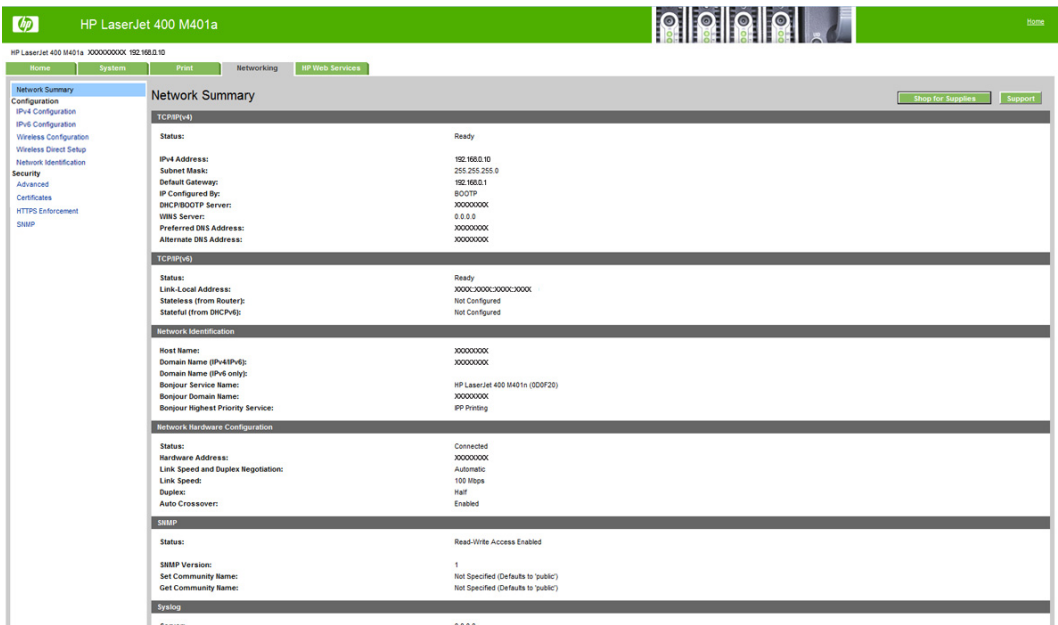 hp HP LaserJet 400 M401a Home
HP LaserJet 400 M401a XXXXXXXXX 192.168.0.10
Home System Print Networking HP Web Services
Network Summary
Configuration
IPv4 Configuration
IPv6 Configuration
Wireless Configuration
Wireless Direct Setup
Network Identification
Security
Advanced
Certificates
HTTPS Enforcement
SNMP
Network Summary Shop for Supplies Support
TCP/IP(v4)
Status: Ready
IPv4 Address: 192.168.0.10
Subnet Mask: 255.255.255.0
Default Gateway: 192.168.0.1
IP Configured By: BOOTP
DHCP/BOOTP Server: XXXXXXXX
WINS Server: 0.0.0.0
Preferred DNS Address: XXXXXXXX
Alternate DNS Address: XXXXXXXX
TCP/IP(v6)
Status: Ready
Link-Local Address: XXXX:XXXX:XXXX:XXXX
Stateless (from Router): Not Configured
Stateful (from DHCPv6): Not Configured
Network Identification
Host Name: XXXXXXXX
Domain Name (IPv4/IPv6): XXXXXXXX
Domain Name (IPv6 only):
Bonjour Service Name: HP LaserJet 400 M401n (0D0F20)
Bonjour Domain Name: XXXXXXXX
Bonjour Highest Priority Service: IPP Printing
Network Hardware Configuration
Status: Connected
Hardware Address: XXXXXXXX
Link Speed and Duplex Negotiation: Automatic
Link Speed: 100 Mbps
Duplex: Half
Auto Crossover: Enabled
SNMP
Status: Read-Write Access Enabled
SNMP Version: 1
Set Community Name: Not Specified (Defaults to 'public')
Get Community Name: Not Specified (Defaults to 'public')
Syslog